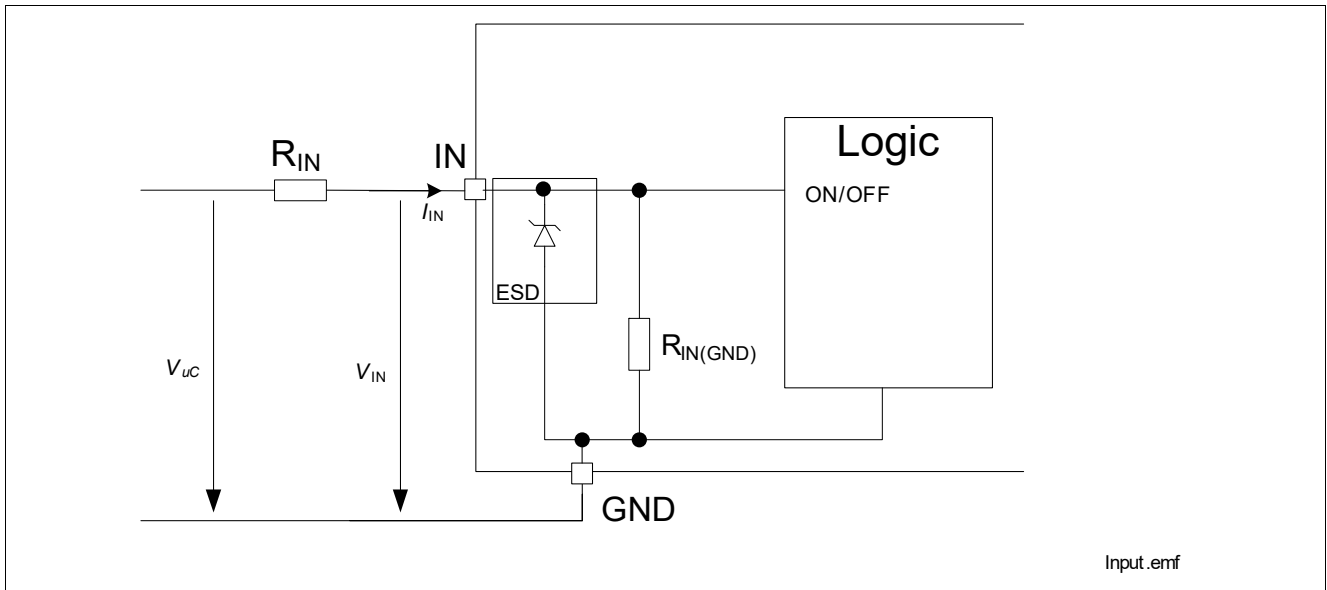 Logic
R_IN
IN
ON/OFF
I_IN
ESD
R_IN(GND)
V_uC
V_IN
GND
Input.emf